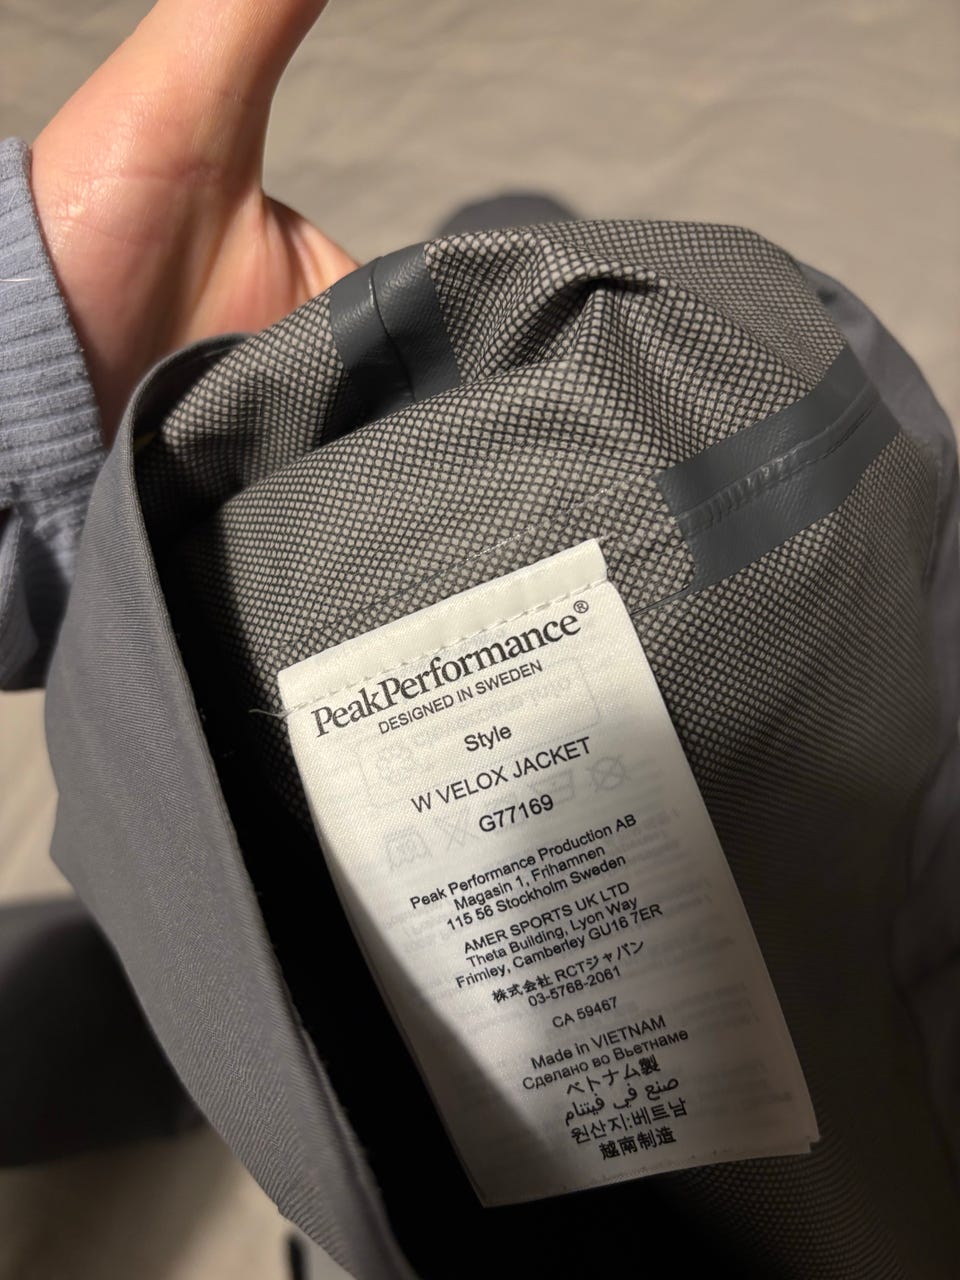 PeakPerformance®
DESIGNED IN SWEDEN
Style
W VELOX JACKET
G77169
Peak Performance Production AB
Magasin 1, Frihamnen
115 56 Stockholm Sweden
AMER SPORTS UK LTD
Theta Building, Lyon Way
Frimley, Camberley GU16 7ER
株式会社 RCTジャパン
03-5768-2061
CA 59467
Made in VIETNAM
Сделано во Вьетнаме
ベトナム製
صنع في فيتنام
원산지:베트남
越南制造